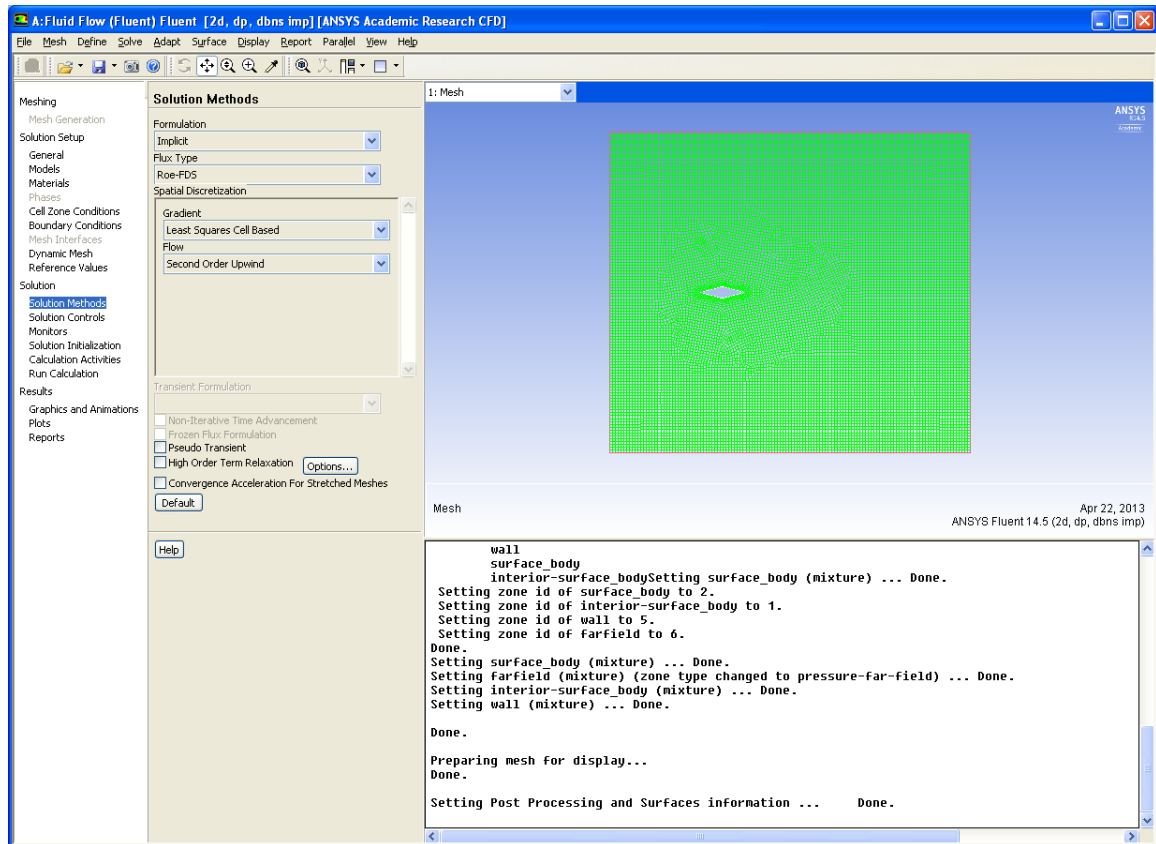 A:Fluid Flow (Fluent) Fluent [2d, dp, dbns imp] [ANSYS Academic Research CFD]
File Mesh Define Solve Adapt Surface Display Report Parallel View Help
Meshing
Mesh Generation
Solution Setup
General
Models
Materials
Phases
Cell Zone Conditions
Boundary Conditions
Mesh Interfaces
Dynamic Mesh
Reference Values
Solution
Solution Methods
Solution Controls
Monitors
Solution Initialization
Calculation Activities
Run Calculation
Results
Graphics and Animations
Plots
Reports
Solution Methods
Formulation
Implicit
Flux Type
Roe-FDS
Spatial Discretization
Gradient
Least Squares Cell Based
Flow
Second Order Upwind
Transient Formulation
Non-Iterative Time Advancement
Frozen Flux Formulation
Pseudo Transient
High Order Term Relaxation Options...
Convergence Acceleration For Stretched Meshes
Default
Help
1: Mesh
ANSYS
R14.5
Academic
Mesh
Apr 22, 2013
ANSYS Fluent 14.5 (2d, dp, dbns imp)
wall
surface_body
interior-surface_bodySetting surface_body (mixture) ... Done.
Setting zone id of surface_body to 2.
Setting zone id of interior-surface_body to 1.
Setting zone id of wall to 5.
Setting zone id of farfield to 6.
Done.
Setting surface_body (mixture) ... Done.
Setting farfield (mixture) (zone type changed to pressure-far-field) ... Done.
Setting interior-surface_body (mixture) ... Done.
Setting wall (mixture) ... Done.
Done.
Preparing mesh for display...
Done.
Setting Post Processing and Surfaces information ... Done.